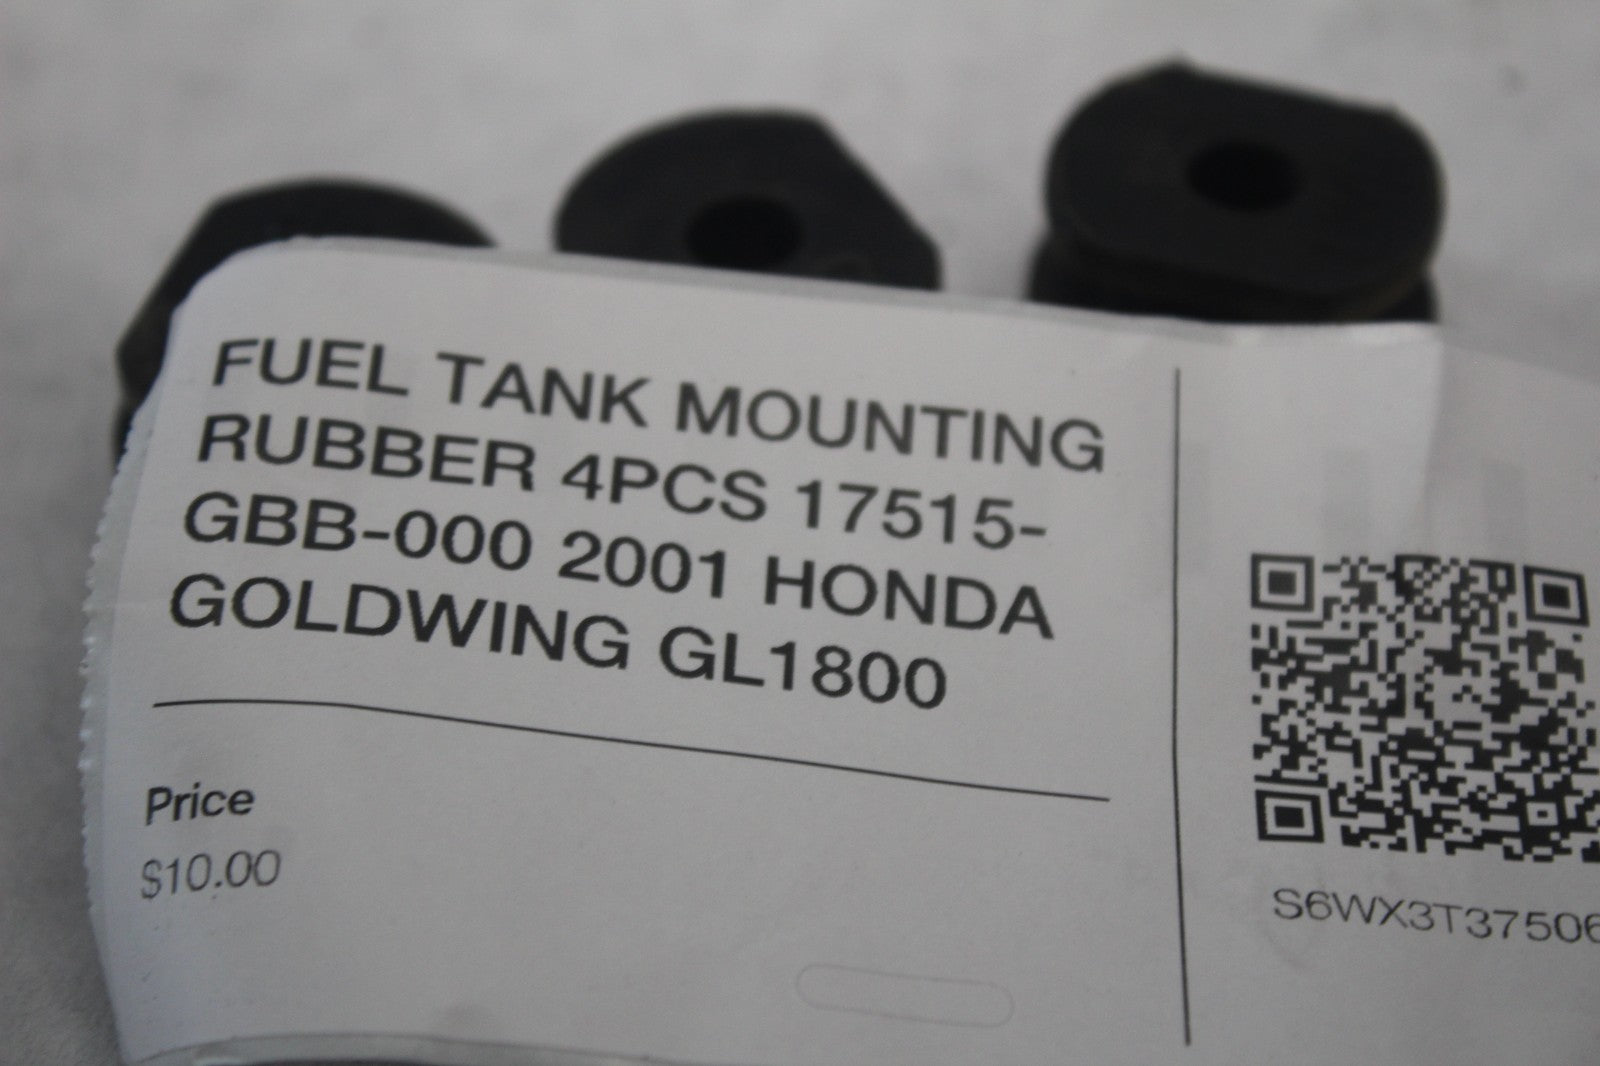 FUEL TANK MOUNTING
RUBBER 4PCS 17515-
GBB-000 2001 HONDA
GOLDWING GL1800
Price
$10.00
S6WX3T37506